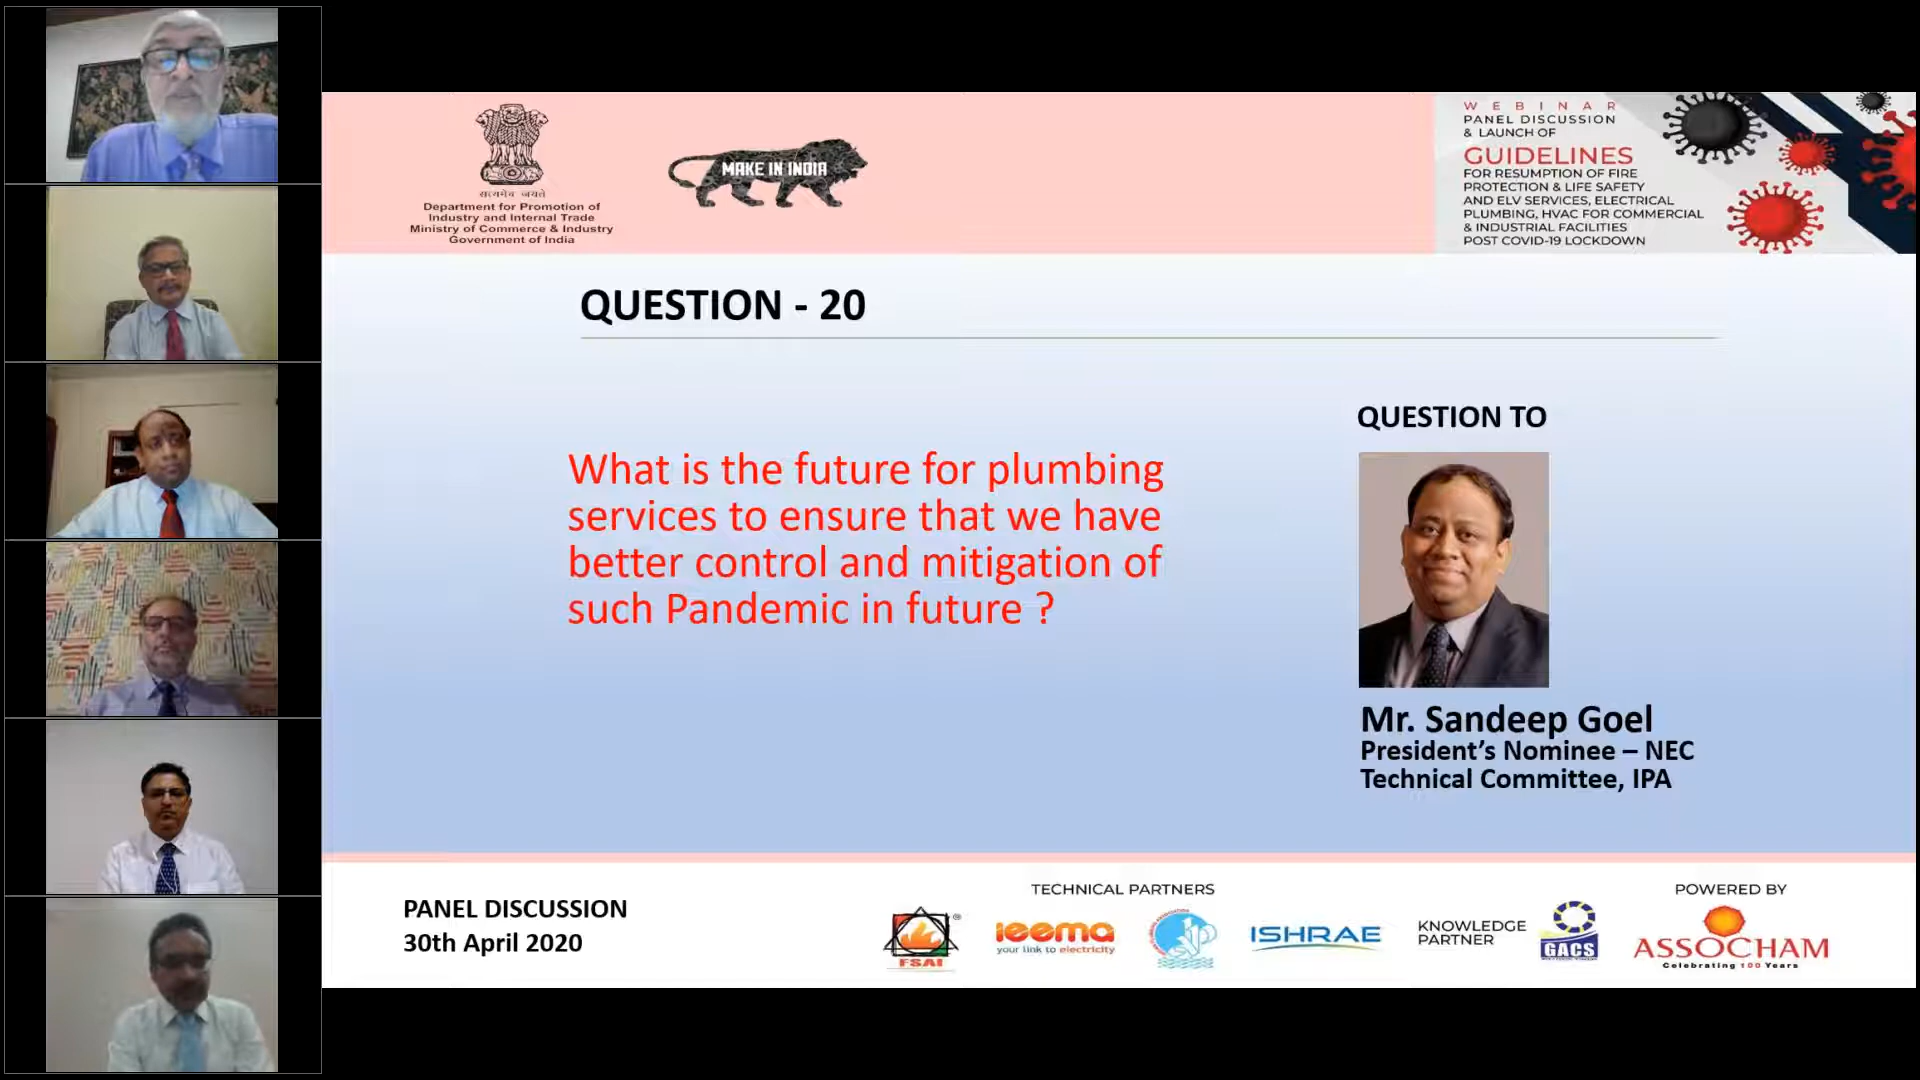 सत्यमेव जयते
Department for Promotion of
Industry and Internal Trade
Ministry of Commerce & Industry
Government of India
MAKE IN INDIA
WEBINAR
PANEL DISCUSSION
& LAUNCH OF
GUIDELINES
FOR RESUMPTION OF FIRE
PROTECTION & LIFE SAFETY
AND ELV SERVICES, ELECTRICAL
PLUMBING, HVAC FOR COMMERCIAL
& INDUSTRIAL FACILITIES
POST COVID-19 LOCKDOWN
QUESTION - 20
What is the future for plumbing
services to ensure that we have
better control and mitigation of
such Pandemic in future ?
QUESTION TO
Mr. Sandeep Goel
President’s Nominee – NEC
Technical Committee, IPA
PANEL DISCUSSION
30th April 2020
TECHNICAL PARTNERS
FSAI
®
ieema
your link to electricity
ISHRAE
KNOWLEDGE
PARTNER
GACS
POWERED BY
ASSOCHAM
Celebrating 100 Years